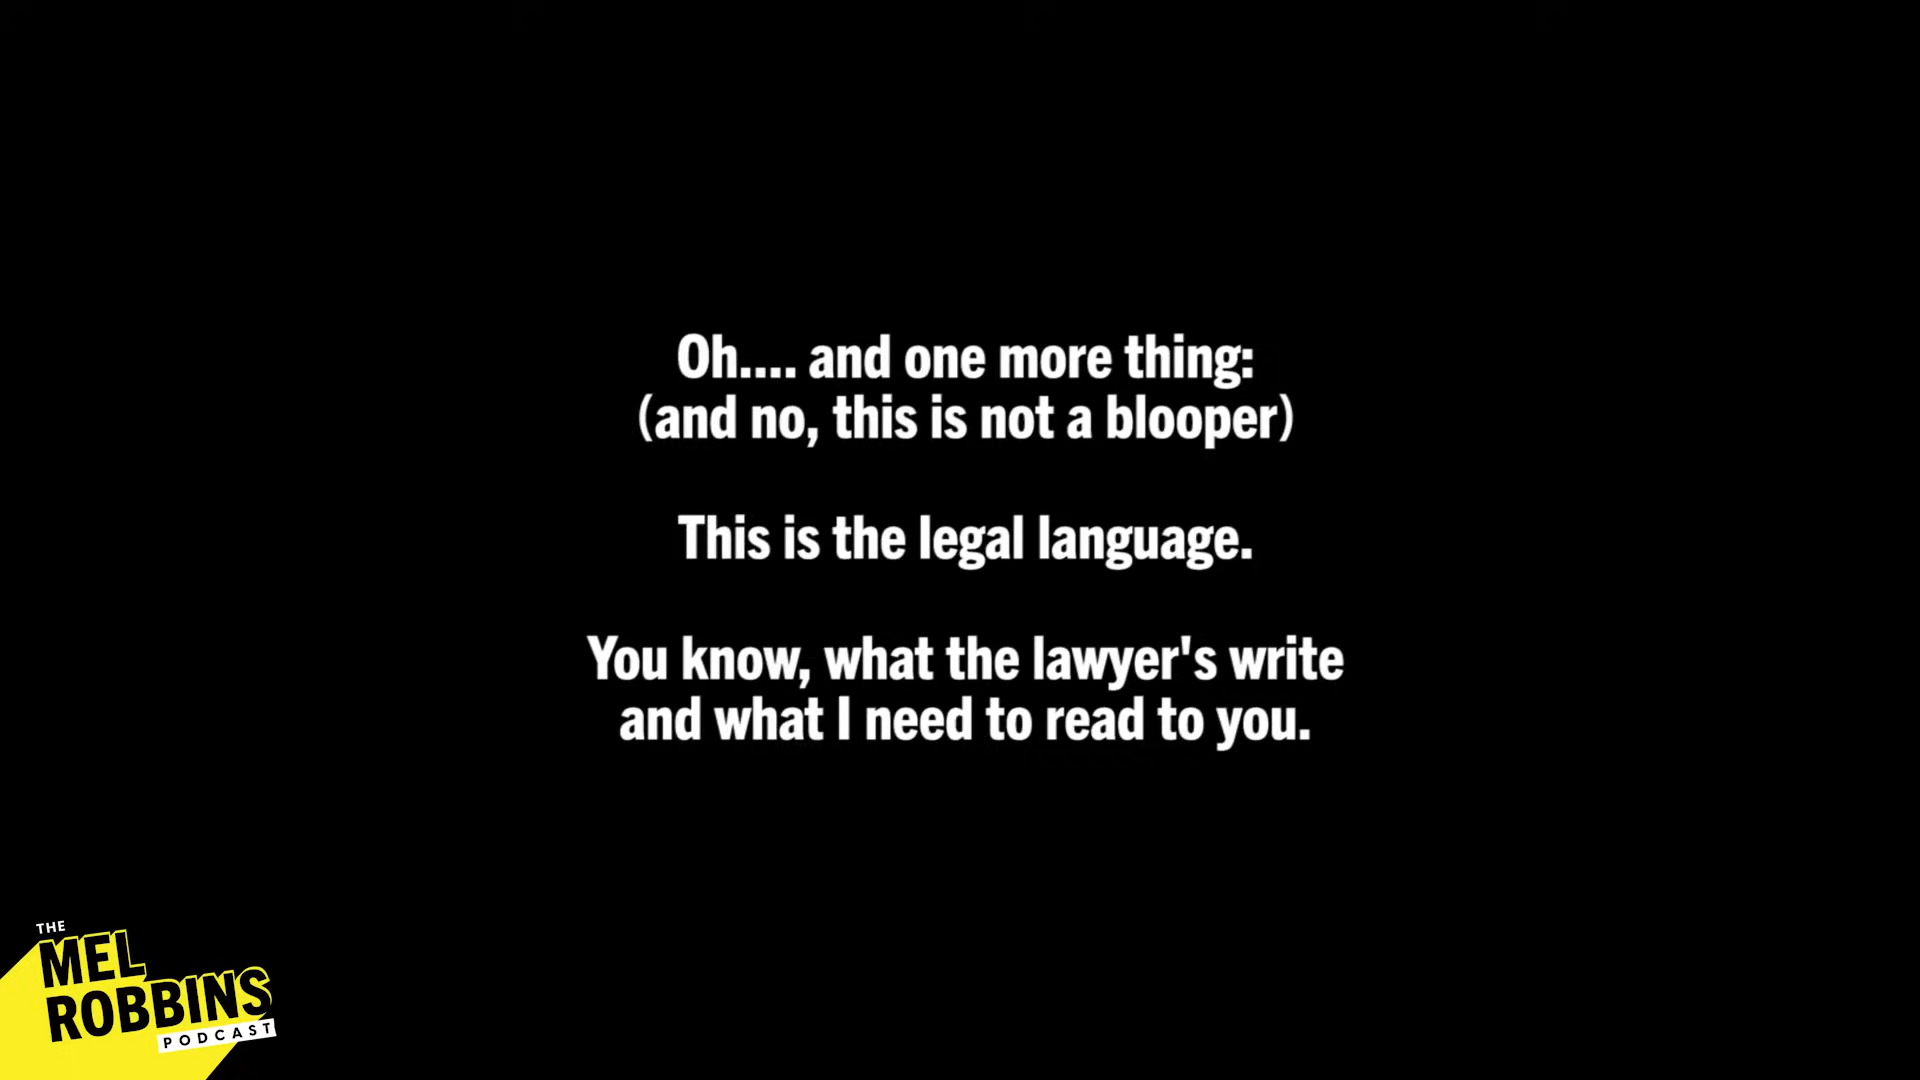 Oh.... and one more thing:
(and no, this is not a blooper)
This is the legal language.
You know, what the lawyer's write
and what I need to read to you.
THE
MEL
ROBBINS
PODCAST